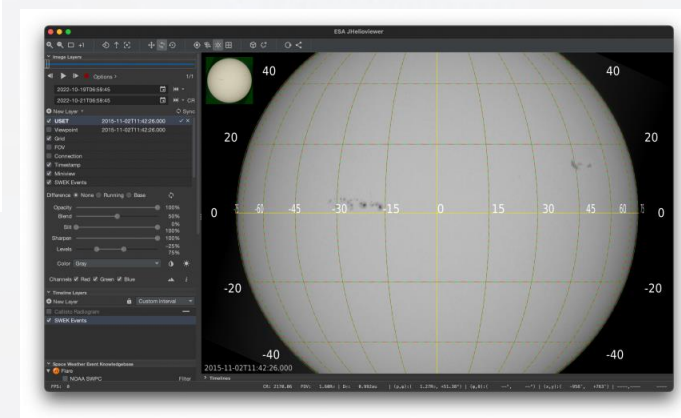 ESA JHelioviewer
Image Layers
Options
1/1
2022-10-19T06:59:45
2022-10-21T06:59:45
CR
New Layer
Sync
USET 2015-11-02T11:42:26.000
Viewpoint 2015-11-02T11:42:26.000
Grid
FOV
Connection
Timestamp
Miniview
SWEK Events
Difference None Running Base
Opacity 100%
Blend 50%
Slit 0%
100%
Sharpen 100%
Levels -25%
75%
Color Gray
Channels Red Green Blue
Timeline Layers
New Layer Custom interval
Callisto Radiogram
SWEK Events
Space Weather Event Knowledgebase
Flare
NOAA SWPC Filter
FPS: 0
40 40
20 20
0 -60 -45 -30 -15 0 15 30 45 60 0
-20 -20
-40 -40
2015-11-02T11:42:26.000
Timelines